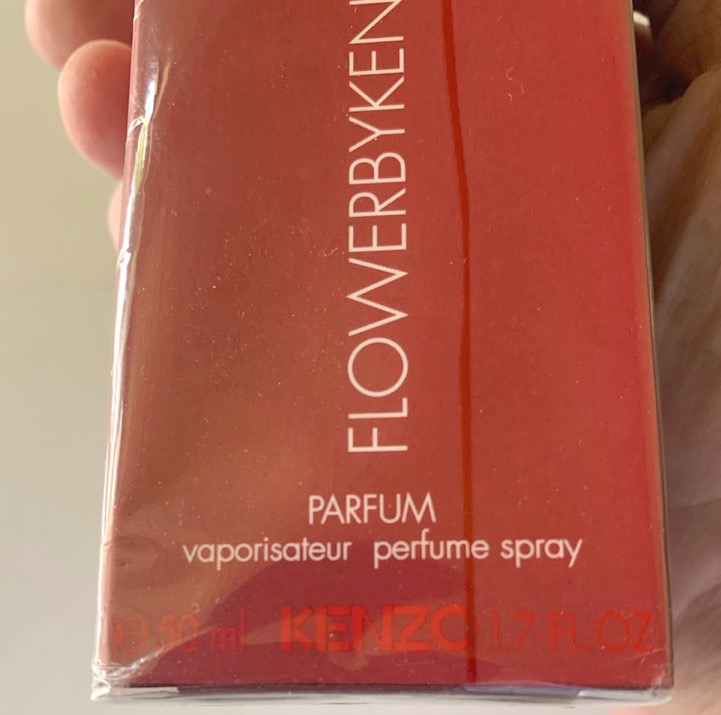 FLOWERBYKEN
PARFUM
vaporisateur perfume spray
e 50 ml KENZO 1.7 FL.OZ